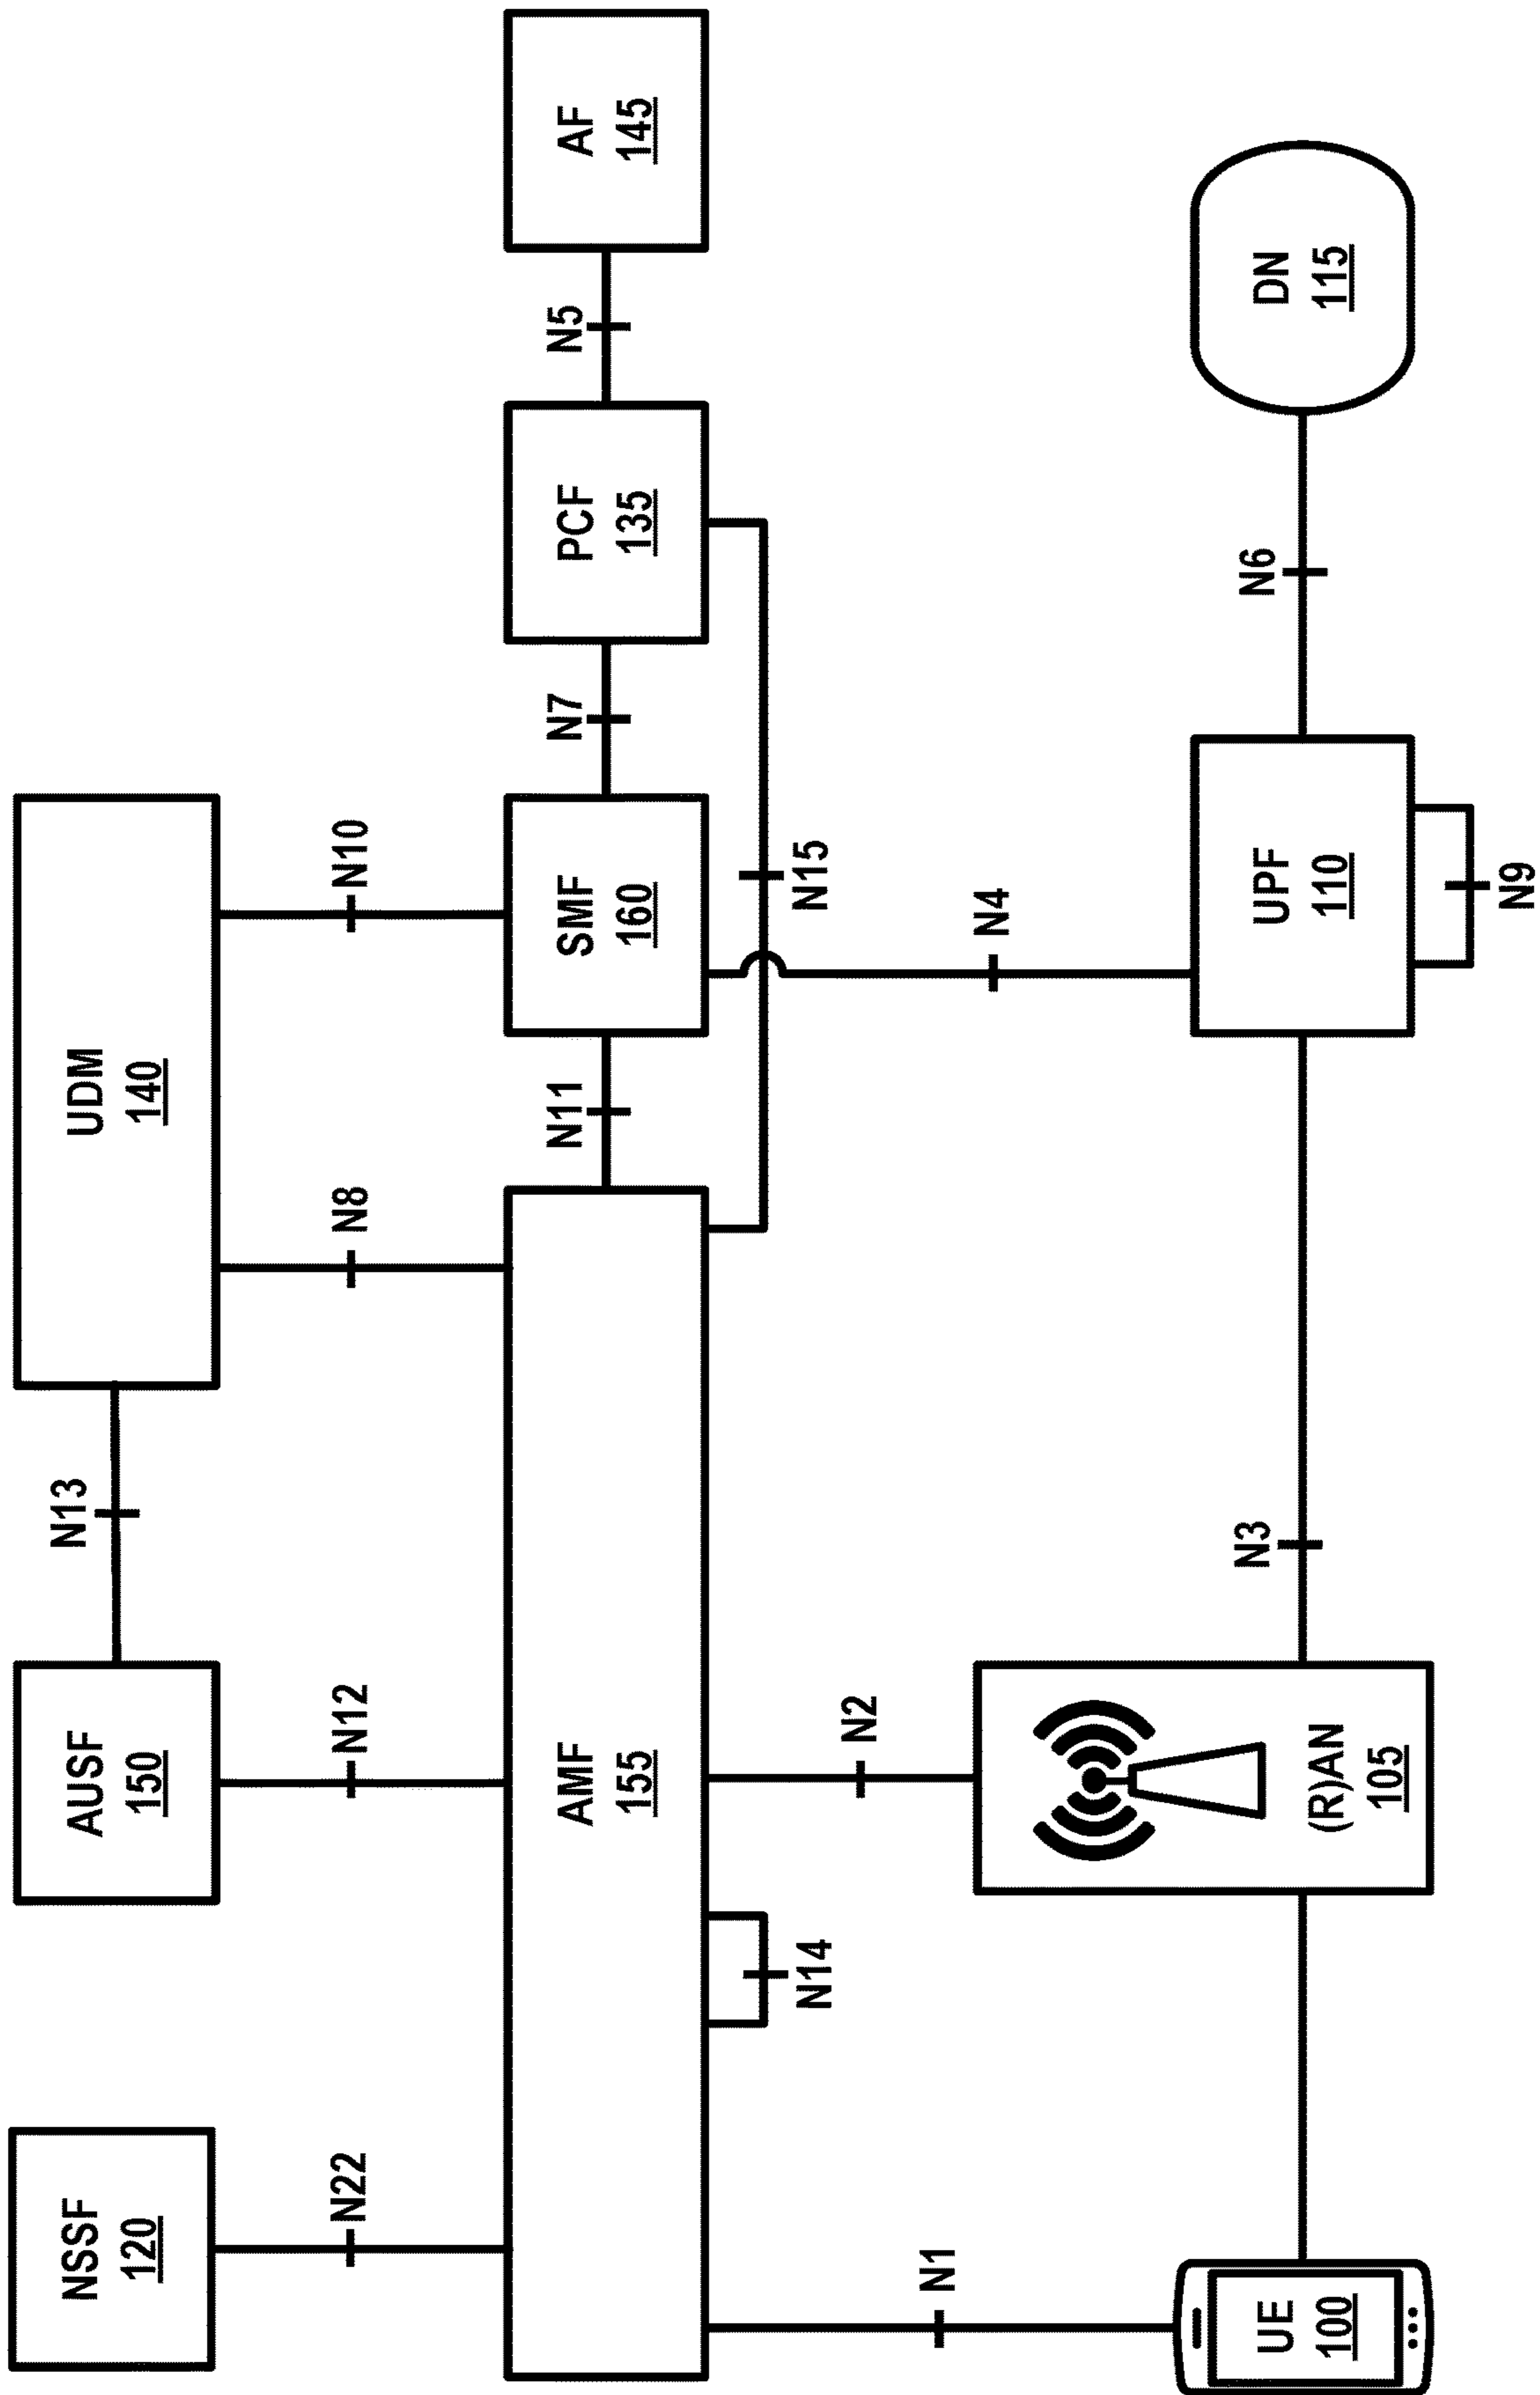 NSSF
120
AUSF
150
UDM
140
N13
N22
N12
N8
N10
AMF
155
N11
SMF
160
N7
PCF
135
N5
AF
145
N14
N15
N1
N2
N4
UE
100
(R)AN
105
N3
UPF
110
N9
N6
DN
115